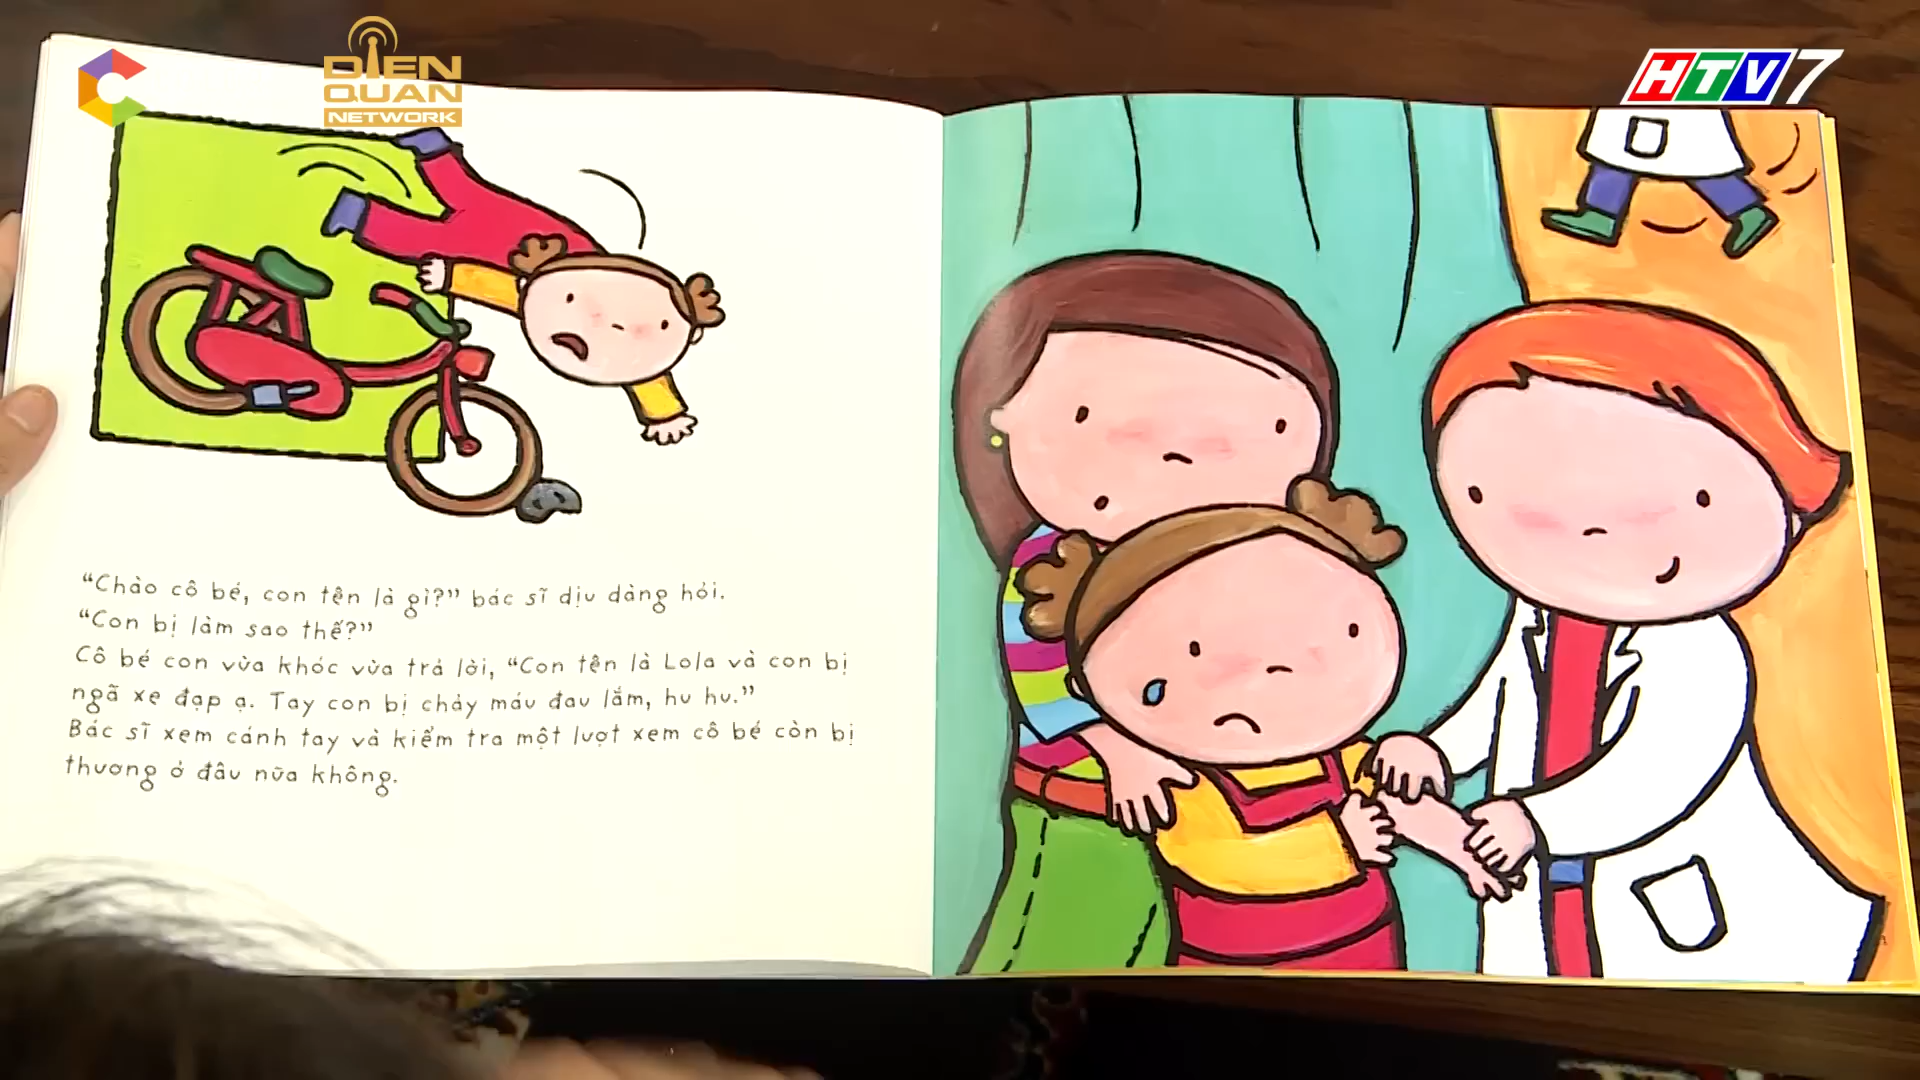 DIEN
QUAN
NETWORK
HTV7
“Chào cô bé, con tên là gì?” bác sĩ dịu dàng hỏi.
“Con bị làm sao thế?”
Cô bé con vừa khóc vừa trả lời, “Con tên là Lola và con bị
ngã xe đạp ạ. Tay con bị chảy máu đau lắm, hu hu.”
Bác sĩ xem cánh tay và kiểm tra một lượt xem cô bé còn bị
thương ở đâu nữa không.